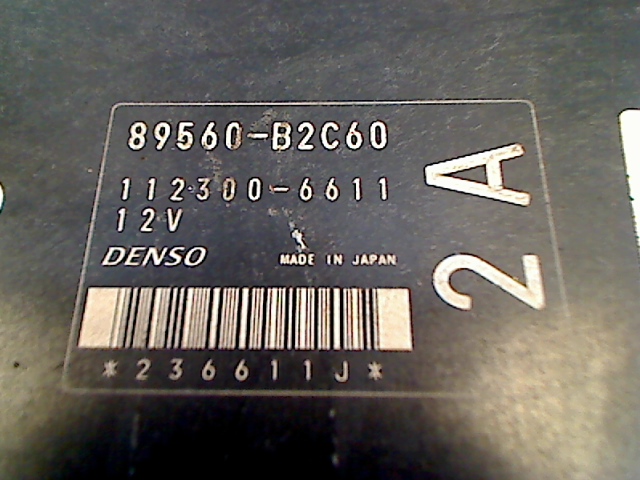 89560-B2C60
112300-6611
12V
DENSO MADE IN JAPAN
*236611J*
2A